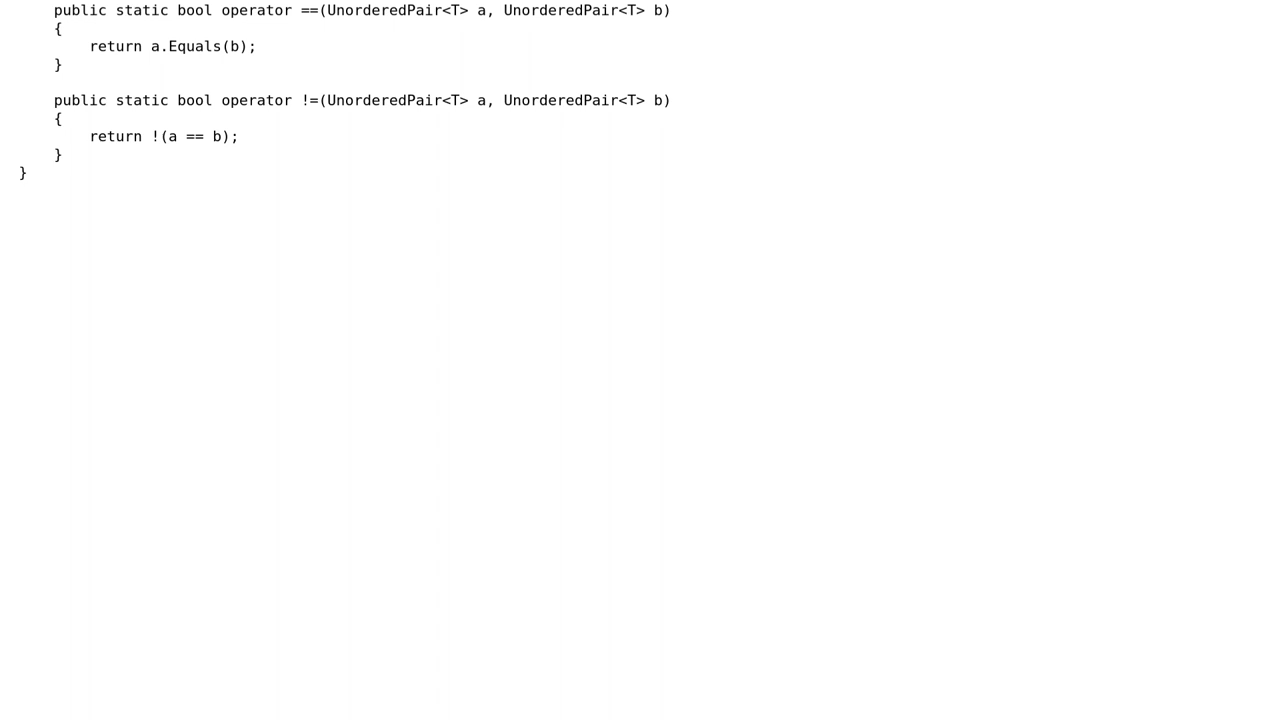 public static bool operator ==(UnorderedPair<T> a, UnorderedPair<T> b)
    {
        return a.Equals(b);
    }

    public static bool operator !=(UnorderedPair<T> a, UnorderedPair<T> b)
    {
        return !(a == b);
    }
}